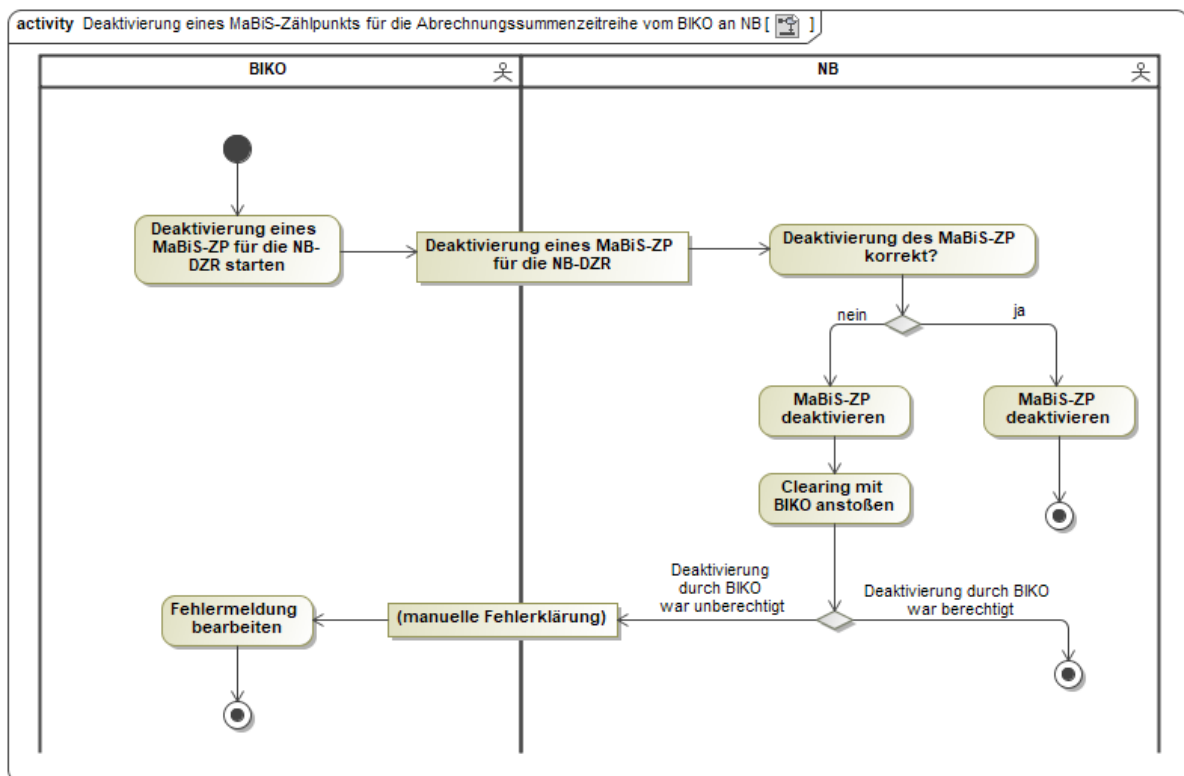 activity Deaktivierung eines MaBiS-Zählpunkts für die Abrechnungssummenzeitreihe vom BIKO an NB [ ]
BIKO
NB
Deaktivierung eines
MaBiS-ZP für die NB-
DZR starten
Deaktivierung eines MaBiS-ZP
für die NB-DZR
Deaktivierung des MaBiS-ZP
korrekt?
nein
ja
MaBiS-ZP
deaktivieren
MaBiS-ZP
deaktivieren
Clearing mit
BIKO anstoßen
Deaktivierung
durch BIKO
war unberechtigt
Deaktivierung durch BIKO
war berechtigt
(manuelle Fehlerklärung)
Fehlermeldung
bearbeiten